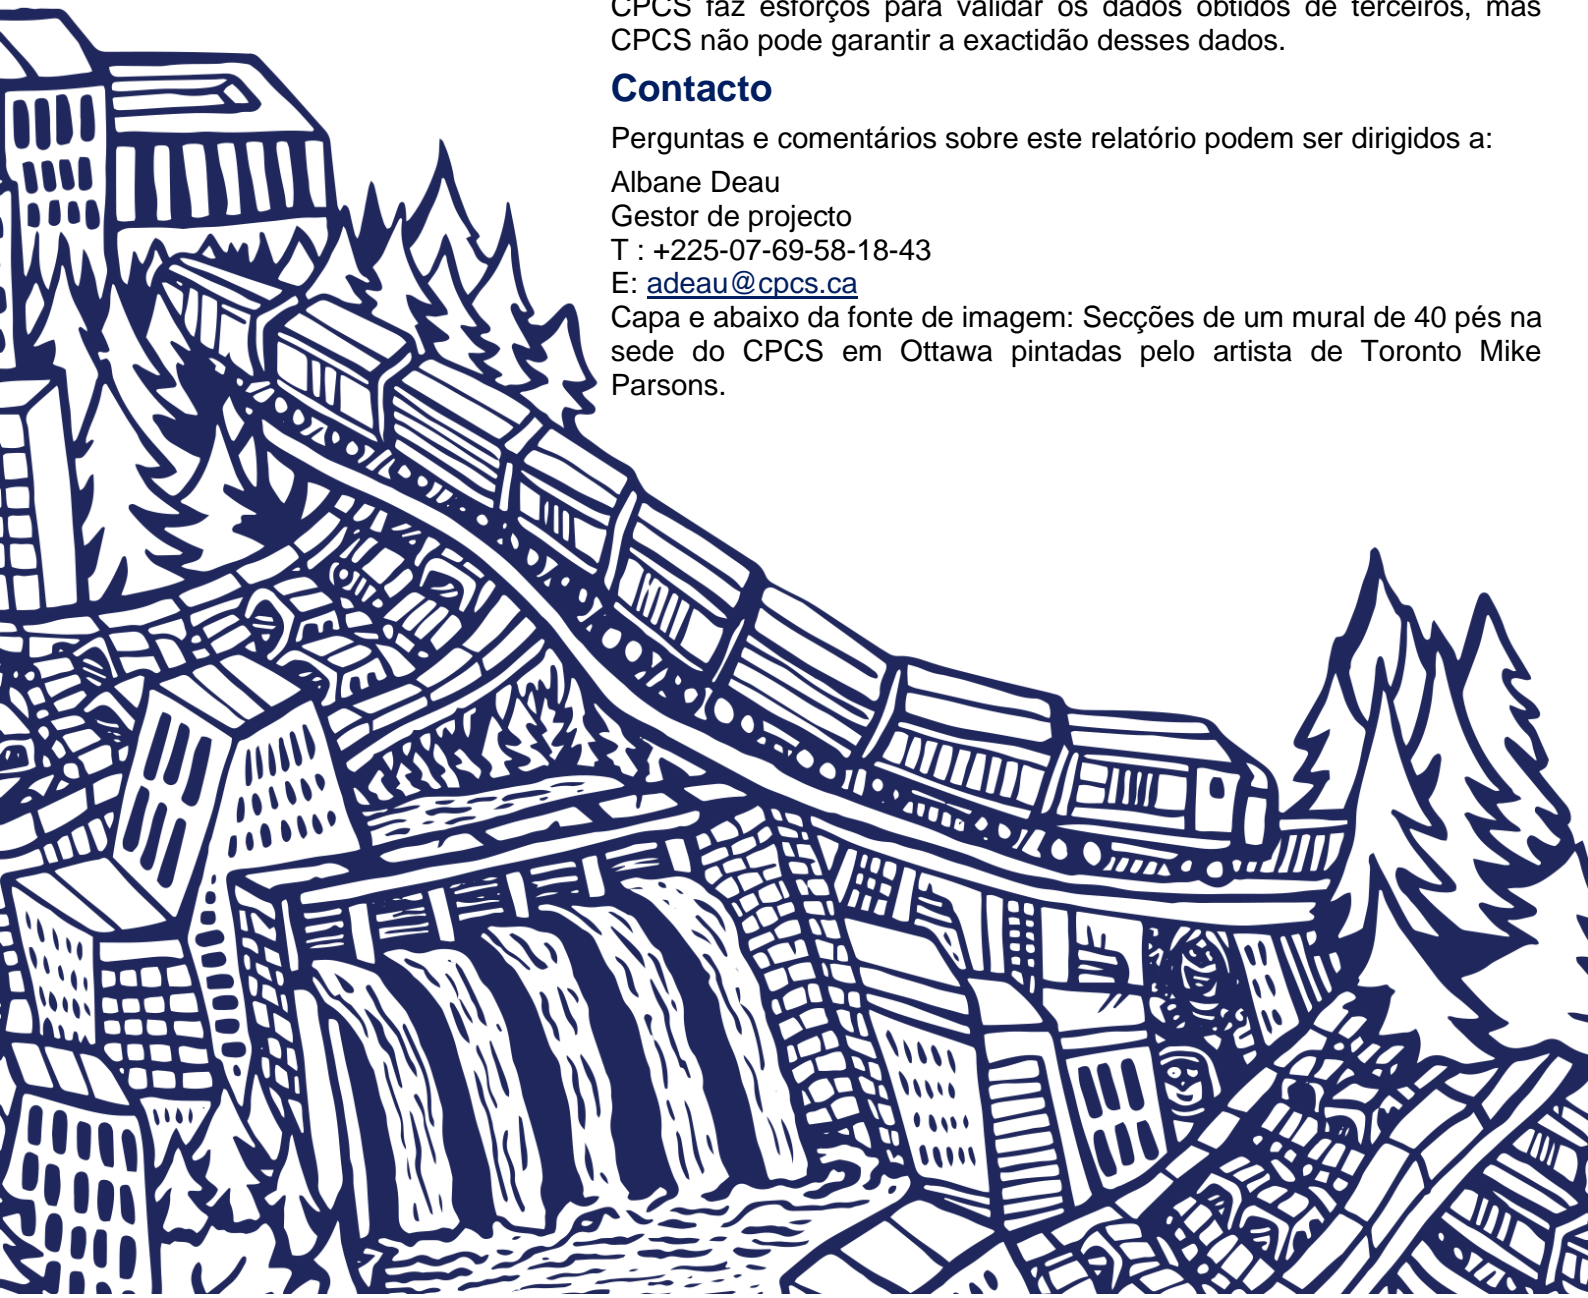 CPCS faz esforços para validar os dados obtidos de terceiros, mas
CPCS não pode garantir a exactidão desses dados.
Contacto
Perguntas e comentários sobre este relatório podem ser dirigidos a:
Albane Deau
Gestor de projecto
T : +225-07-69-58-18-43
E: adeau@cpcs.ca
Capa e abaixo da fonte de imagem: Secções de um mural de 40 pés na
sede do CPCS em Ottawa pintadas pelo artista de Toronto Mike
Parsons.